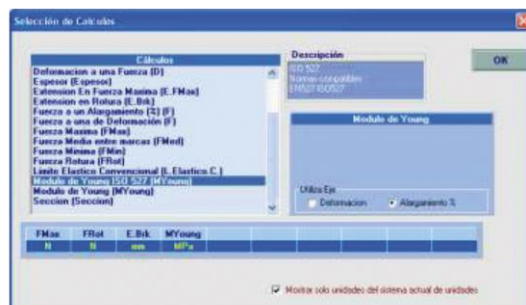 Selección de Calculos
Cálculos
Deformacion a una Fuerza (D)
Espesor (Espesor)
Extension En Fuerza Maxima (E.FMax)
Extension en Rotura (E.Brk)
Fuerza a un Alargamiento (%) (F)
Fuerza a una de Deformación (F)
Fuerza Maxima (FMax)
Fuerza Media entre marcas (FMed)
Fuerza Minima (FMin)
Fuerza Rotura (FRot)
Limite Elastico Convencional (L.Elastico C.)
Modulo de Young ISO 527 (MYoung)
Modulo de Young (MYoung)
Seccion (Seccion)
Descripción
ISO 527
Normas compatibles
EN527 ISO527
OK
Modulo de Young
Utiliza Eje
Deformacion
Alargamiento %
FMax FRot E.Brk MYoung
N N mm MPa
Mostrar solo unidades del sistema actual de unidades